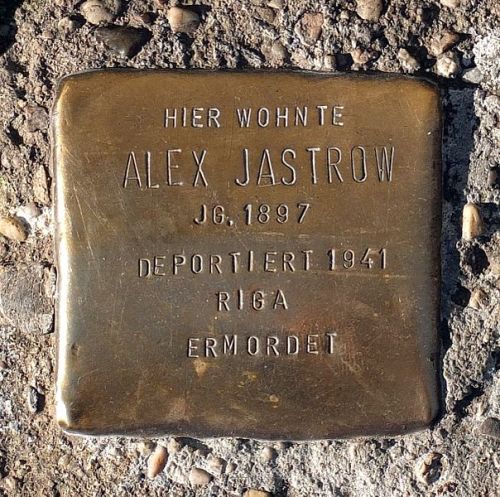 HIER WOHNTE
ALEX JASTROW
JG. 1897
DEPORTIERT 1941
RIGA
ERMORDET